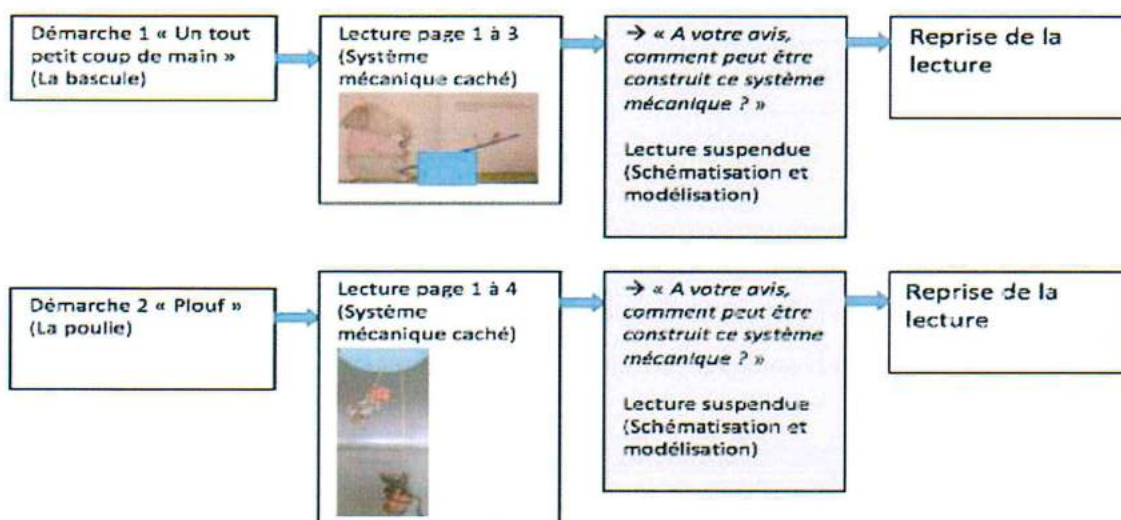 Démarche 1 « Un tout
petit coup de main »
(La bascule)
Lecture page 1 à 3
(Système
mécanique caché)
→ « A votre avis,
comment peut être
construit ce système
mécanique ? »
Lecture suspendue
(Schématisation et
modélisation)
Reprise de la
lecture
Démarche 2 « Plouf »
(La poulie)
Lecture page 1 à 4
(Système
mécanique caché)
→ « A votre avis,
comment peut être
construit ce système
mécanique ? »
Lecture suspendue
(Schématisation et
modélisation)
Reprise de la
lecture